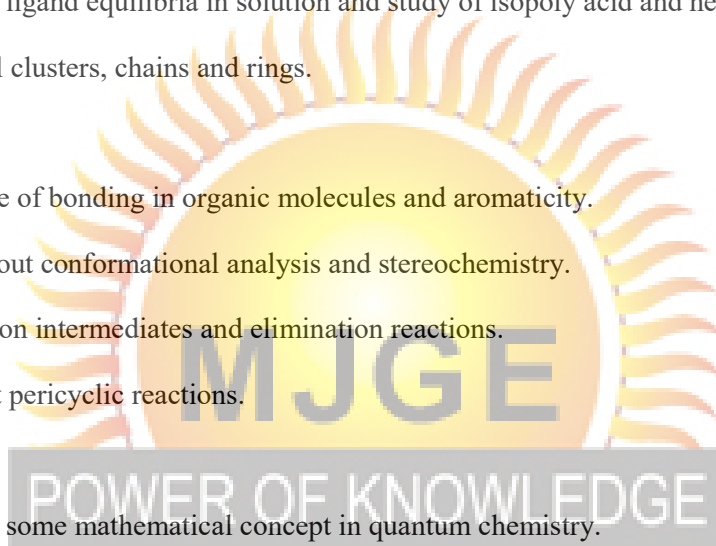 ligand equilibria in solution and study of isopoly acid and he
clusters, chains and rings.
e of bonding in organic molecules and aromaticity.
out conformational analysis and stereochemistry.
on intermediates and elimination reactions.
pericyclic reactions.
MJGE
POWER OF KNOWLEDGE
some mathematical concept in quantum chemistry.